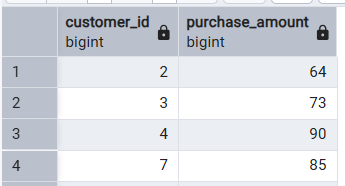 customer_id purchase_amount
bigint bigint
1 2 64
2 3 73
3 4 90
4 7 85